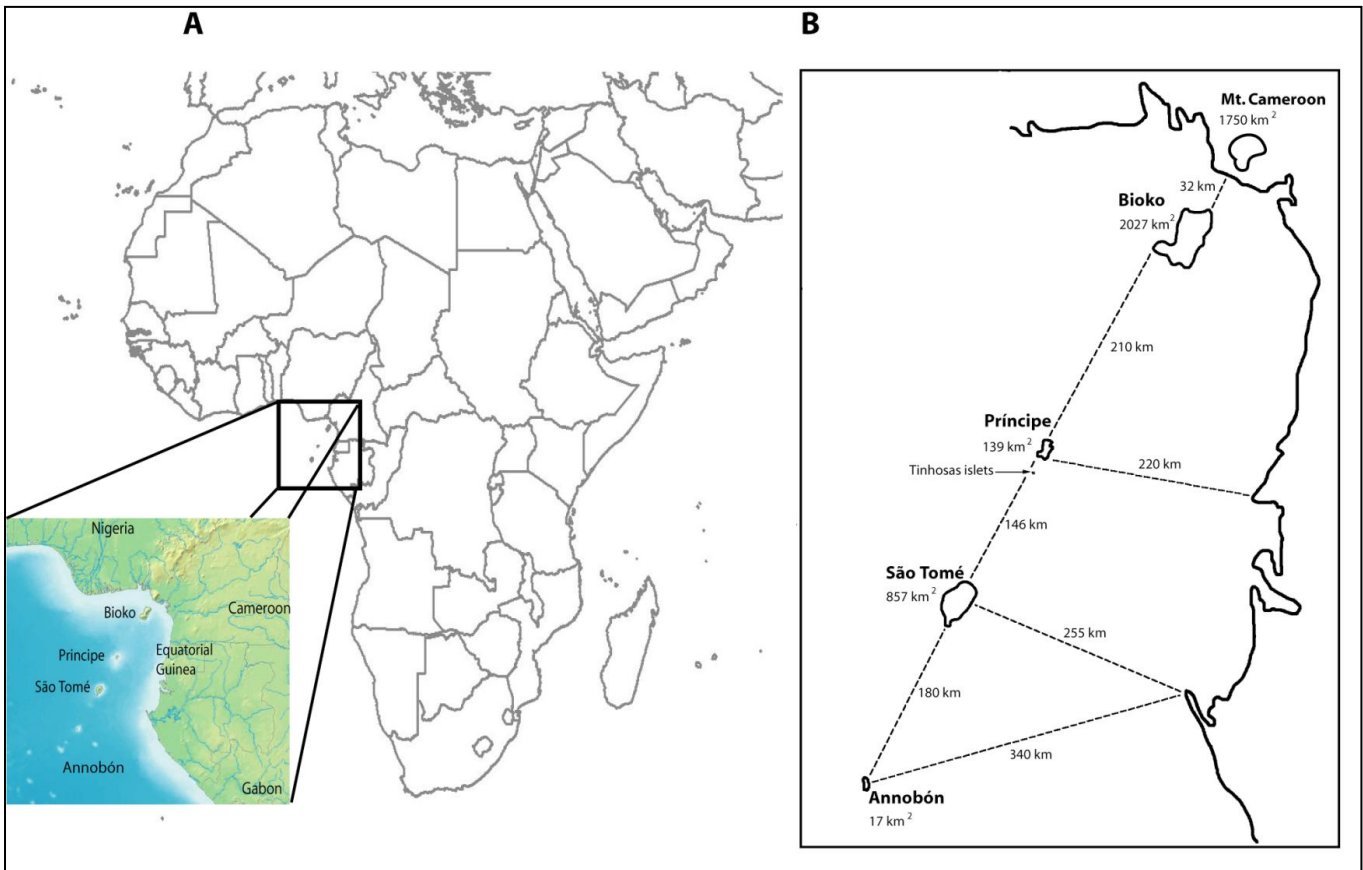 A
Nigeria
Bioko
Cameroon
Principe
Equatorial
Guinea
São Tomé
Annobón
Gabon
B
Mt. Cameroon
1750 km²
32 km
Bioko
2027 km²
210 km
Príncipe
139 km²
Tinhosas islets
220 km
146 km
São Tomé
857 km²
255 km
180 km
340 km
Annobón
17 km²